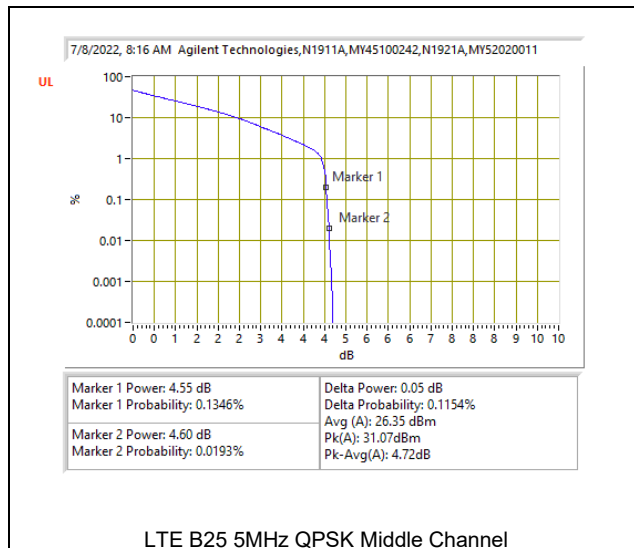 7/8/2022, 8:16 AM Agilent Technologies,N1911A,MY45100242,N1921A,MY52020011
UL
100
10
1
0.1
0.01
0.001
0.0001
%
Marker 1
Marker 2
0 0 1 2 2 3 4 4 4 4 5 6 6 7 8 8 8 9 10 10
dB
Marker 1 Power: 4.55 dB
Marker 1 Probability: 0.1346%
Marker 2 Power: 4.60 dB
Marker 2 Probability: 0.0193%
Delta Power: 0.05 dB
Delta Probability: 0.1154%
Avg (A): 26.35 dBm
Pk(A): 31.07dBm
Pk-Avg(A): 4.72dB
LTE B25 5MHz QPSK Middle Channel